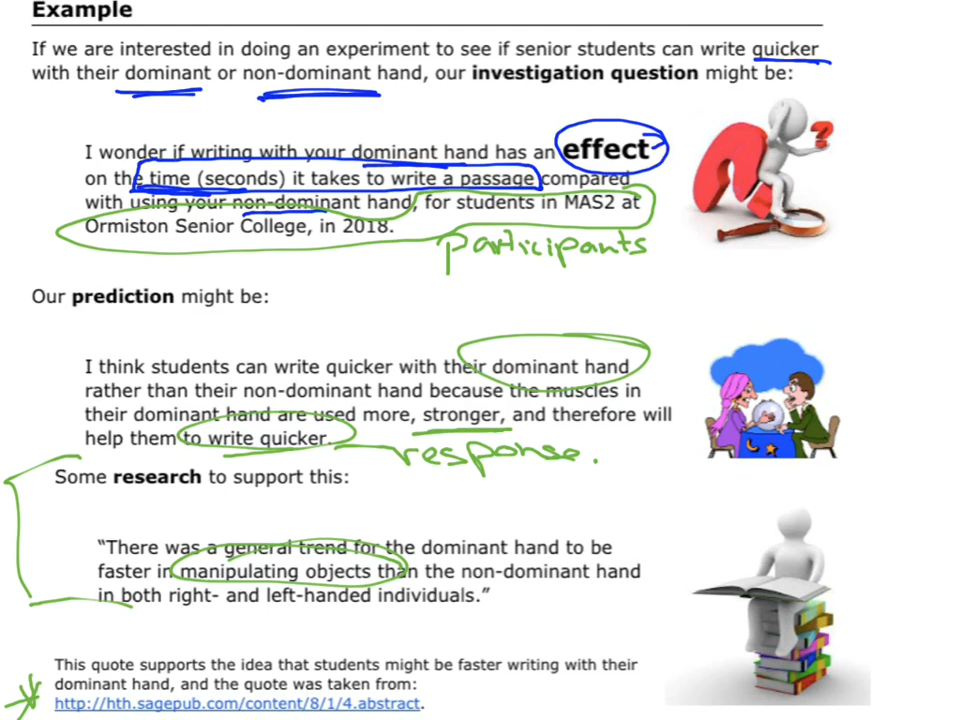 Example
If we are interested in doing an experiment to see if senior students can write quicker
with their dominant or non-dominant hand, our investigation question might be:
I wonder if writing with your dominant hand has an effect
on the time (seconds) it takes to write a passage compared
with using your non-dominant hand, for students in MAS2 at
Ormiston Senior College, in 2018.
participants
Our prediction might be:
I think students can write quicker with their dominant hand
rather than their non-dominant hand because the muscles in
their dominant hand are used more, stronger, and therefore will
help them to write quicker.
response.
Some research to support this:
“There was a general trend for the dominant hand to be
faster in manipulating objects than the non-dominant hand
in both right- and left-handed individuals.”
This quote supports the idea that students might be faster writing with their
dominant hand, and the quote was taken from:
http://hth.sagepub.com/content/8/1/4.abstract.